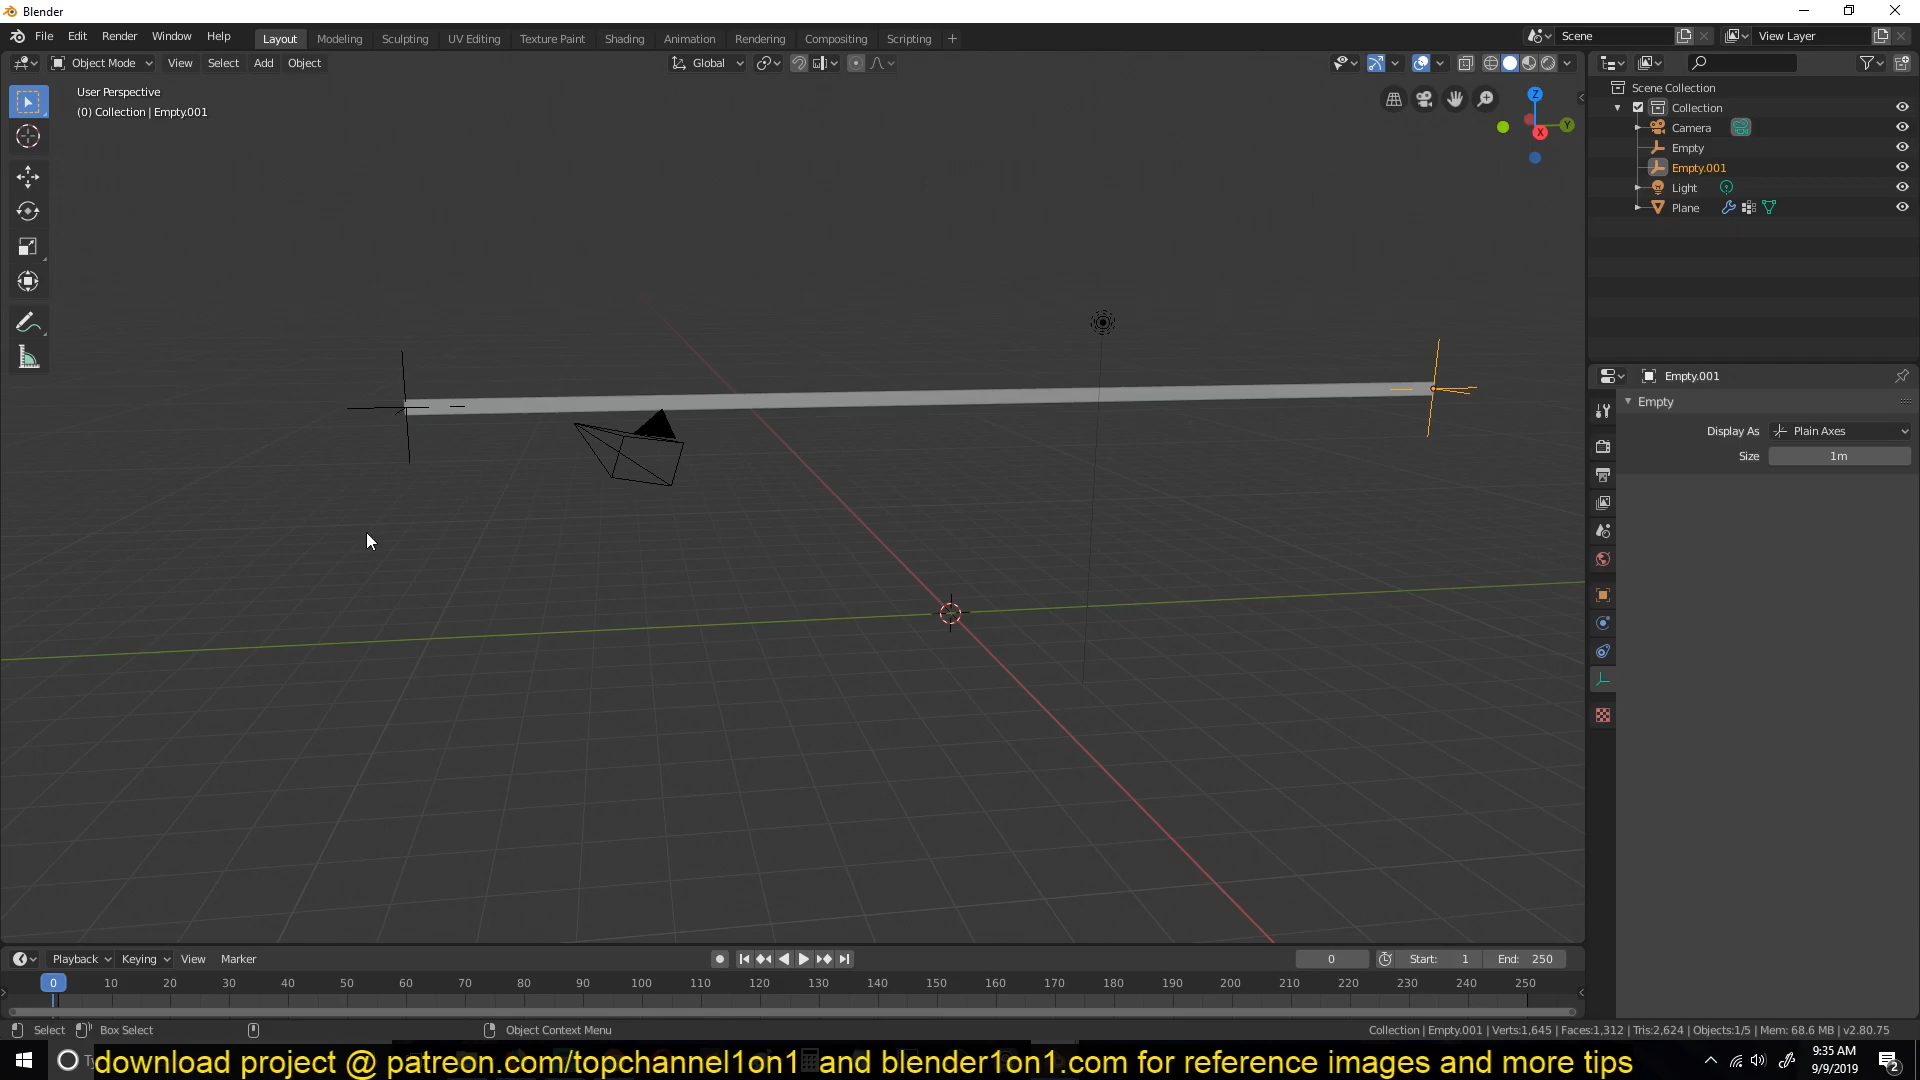 Blender
File Edit Render Window Help Layout Modeling Sculpting UV Editing Texture Paint Shading Animation Rendering Compositing Scripting + Scene View Layer
Object Mode View Select Add Object Global
User Perspective
(0) Collection | Empty.001
Z
Y
X
Scene Collection
Collection
Camera
Empty
Empty.001
Light
Plane
Empty.001
Empty
Display As Plain Axes
Size 1m
Playback Keying View Marker 0 Start: 1 End: 250
0 10 20 30 40 50 60 70 80 90 100 110 120 130 140 150 160 170 180 190 200 210 220 230 240 250
Select Box Select Object Context Menu Collection | Empty.001 | Verts:1,645 | Faces:1,312 | Tris:2,624 | Objects:1/5 | Mem: 68.6 MB | v2.80.75
download project @ patreon.com/topchannel1on1 and blender1on1.com for reference images and more tips
9:35 AM
9/9/2019
2